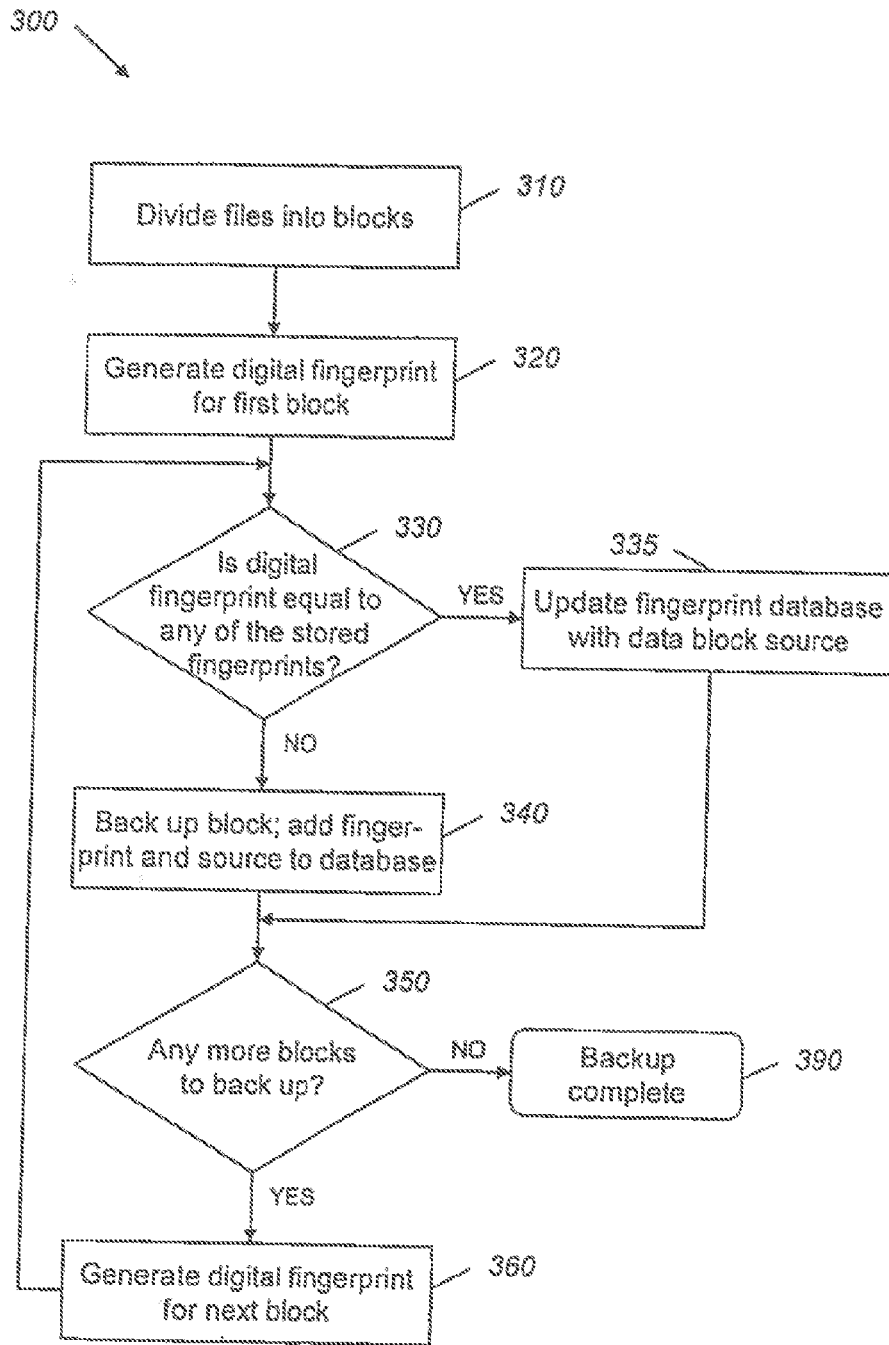 300
Divide files into blocks
310
Generate digital fingerprint
for first block
320
Is digital
fingerprint equal to
any of the stored
fingerprints?
330
YES
335
Update fingerprint database
with data block source
NO
Back up block; add finger-
print and source to database
340
Any more blocks
to back up?
350
NO
Backup
complete
390
YES
Generate digital fingerprint
for next block
360